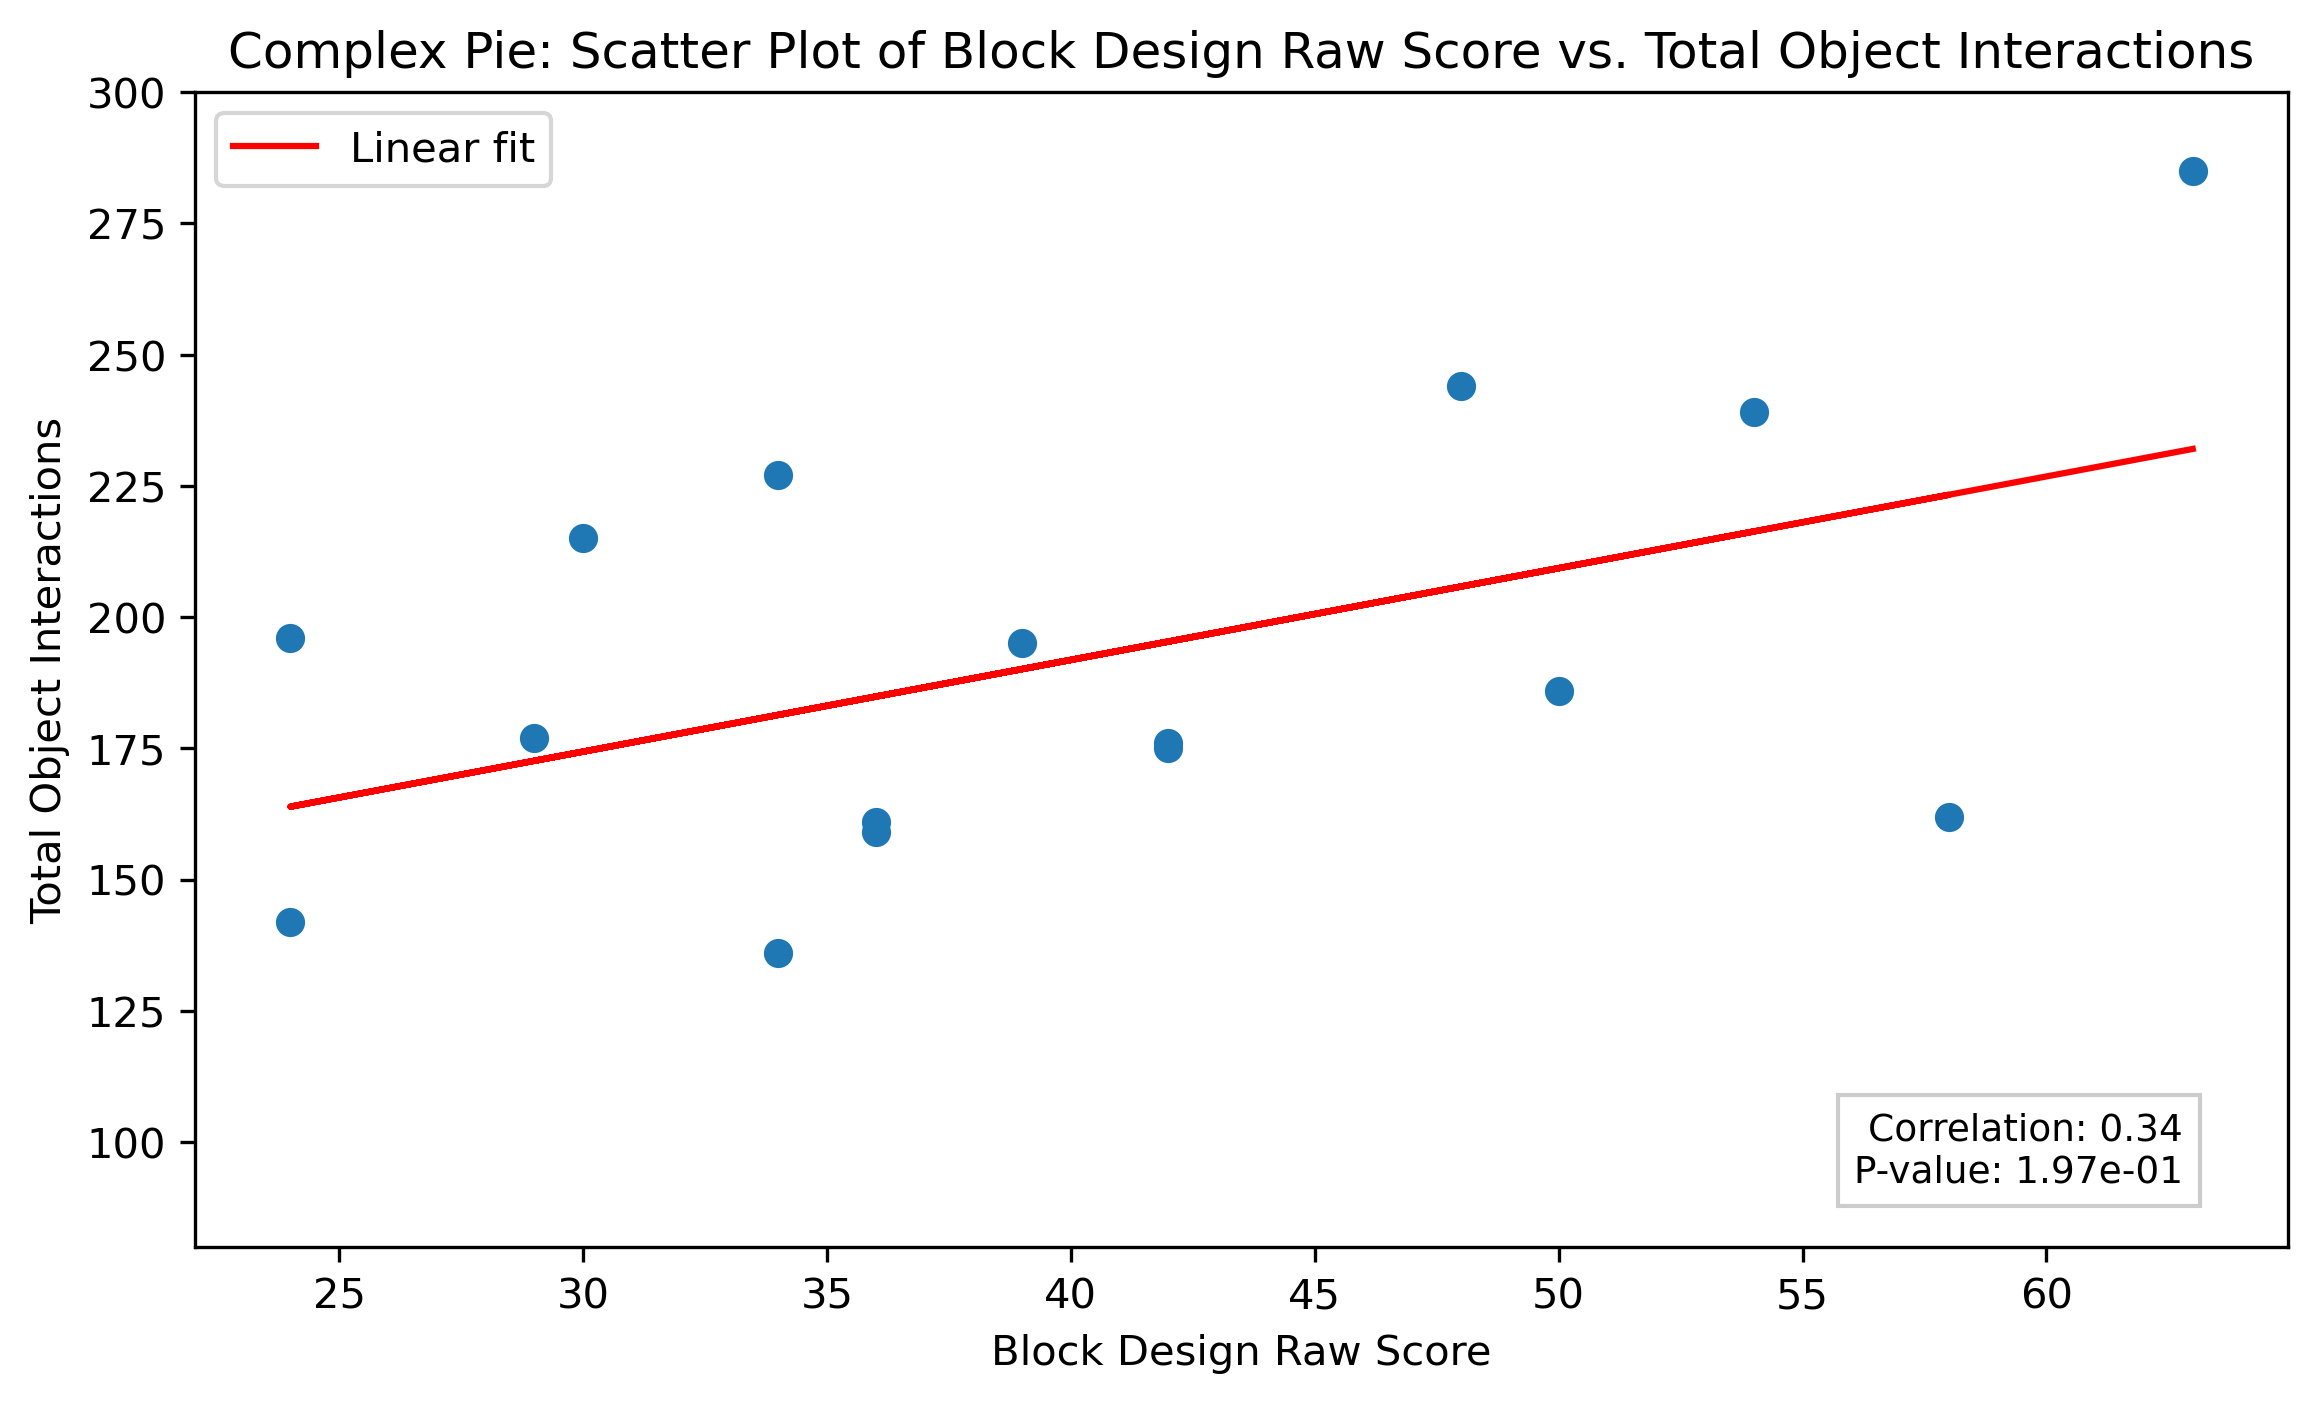 Complex Pie: Scatter Plot of Block Design Raw Score vs. Total Object Interactions
300
275
250
225
200
175
150
125
100
Total Object Interactions
Linear fit
Correlation: 0.34
P-value: 1.97e-01
25 30 35 40 45 50 55 60
Block Design Raw Score